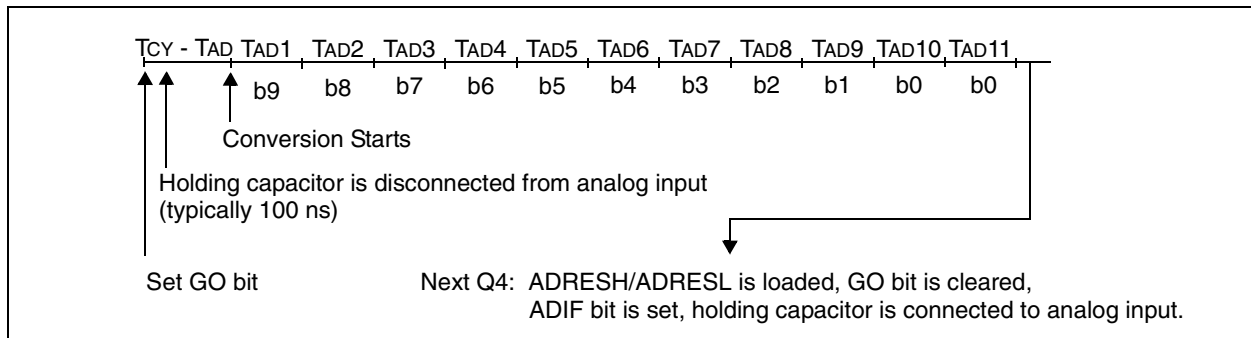 TCY - TAD TAD1 TAD2 TAD3 TAD4 TAD5 TAD6 TAD7 TAD8 TAD9 TAD10 TAD11
b9 b8 b7 b6 b5 b4 b3 b2 b1 b0 b0
Conversion Starts
Holding capacitor is disconnected from analog input
(typically 100 ns)
Set GO bit
Next Q4: ADRESH/ADRESL is loaded, GO bit is cleared,
ADIF bit is set, holding capacitor is connected to analog input.